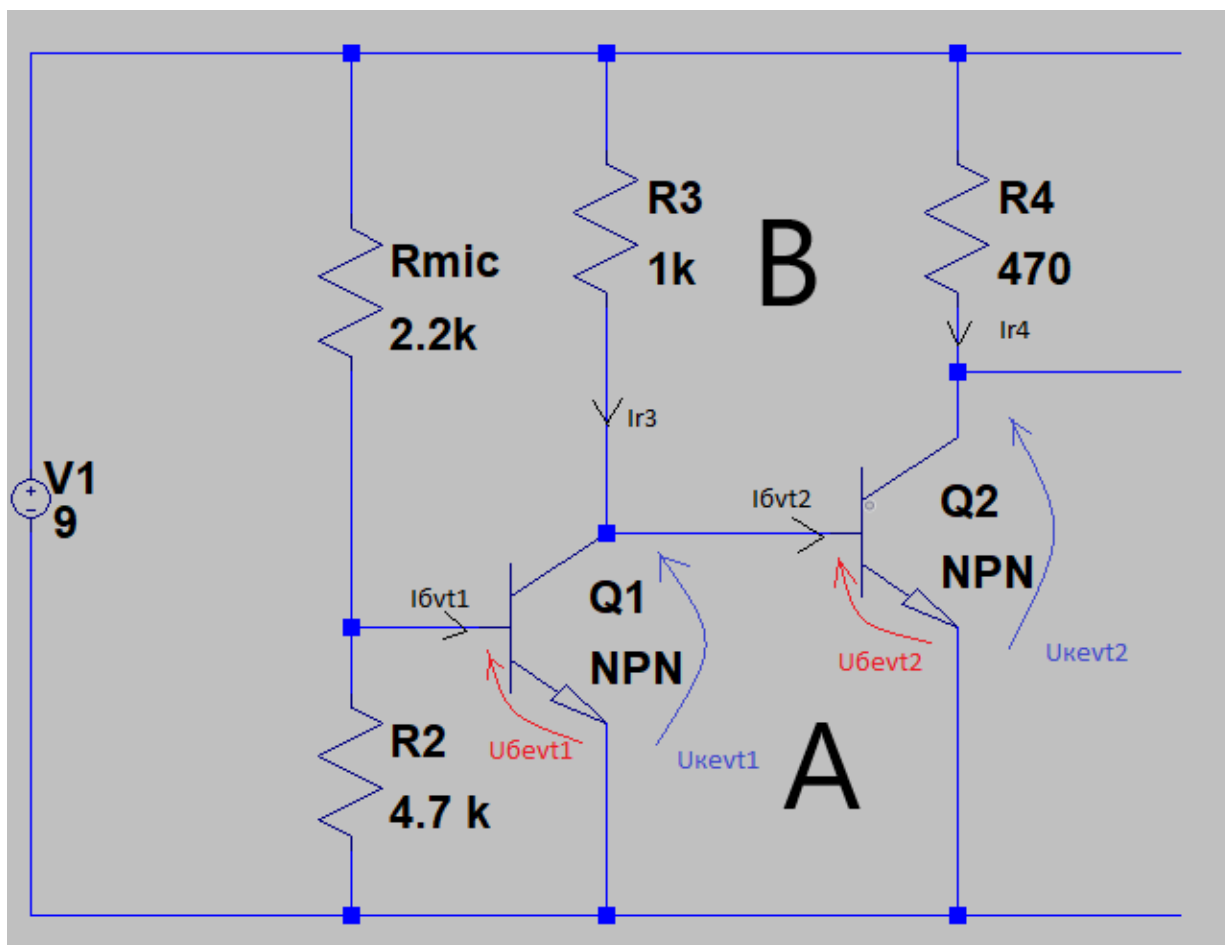 R3
1k
B
R4
470
Rmic
2.2k
Ir4
Ir3
V1
9
Iбvt2
Q2
NPN
Iбvt1
Q1
NPN
Uбevt2
Uкevt2
R2
4.7 k
Uбevt1
Uкevt1
A